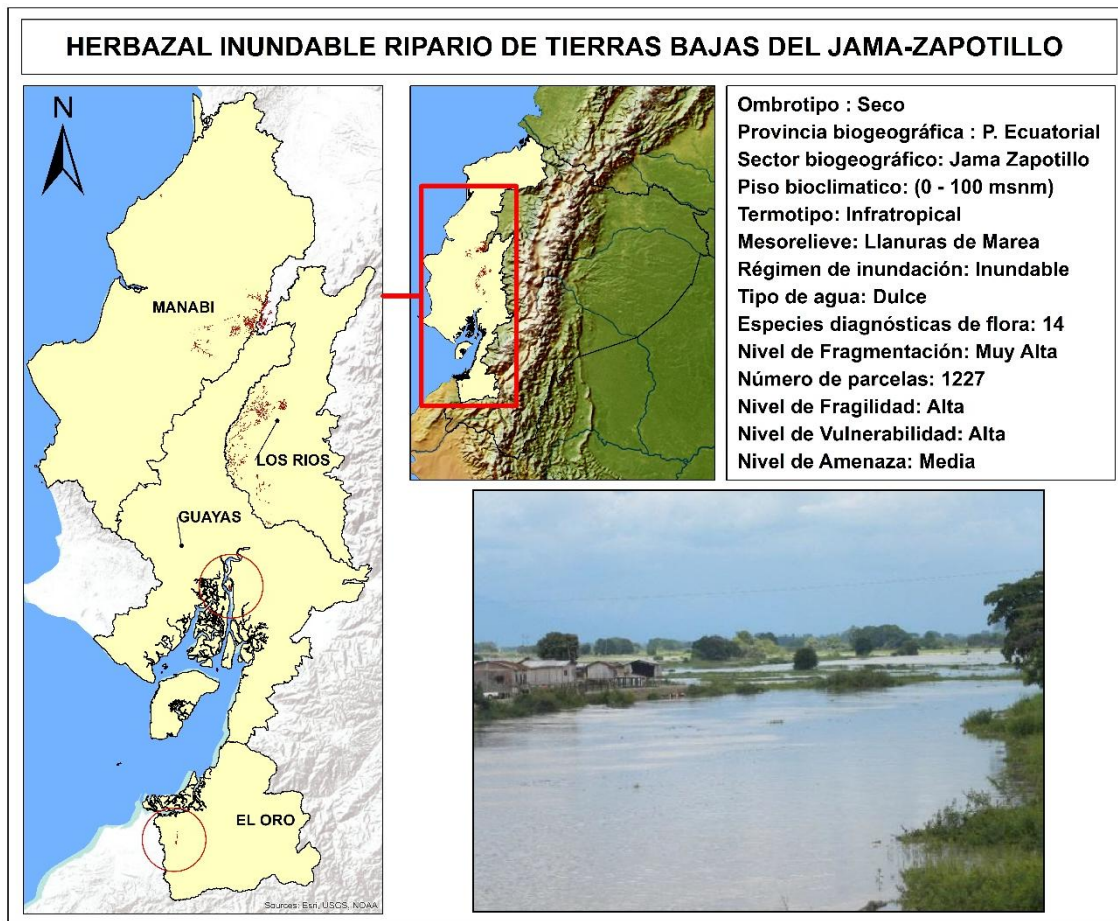 HERBAZAL INUNDABLE RIPARIO DE TIERRAS BAJAS DEL JAMA-ZAPOTILLO
N
MANABI
LOS RIOS
GUAYAS
EL ORO
Sources: Esri, USGS, NOAA
Ombrotipo : Seco
Provincia biogeográfica : P. Ecuatorial
Sector biogeográfico: Jama Zapotillo
Piso bioclimatico: (0 - 100 msnm)
Termotipo: Infratropical
Mesorelieve: Llanuras de Marea
Régimen de inundación: Inundable
Tipo de agua: Dulce
Especies diagnósticas de flora: 14
Nivel de Fragmentación: Muy Alta
Número de parcelas: 1227
Nivel de Fragilidad: Alta
Nivel de Vulnerabilidad: Alta
Nivel de Amenaza: Media